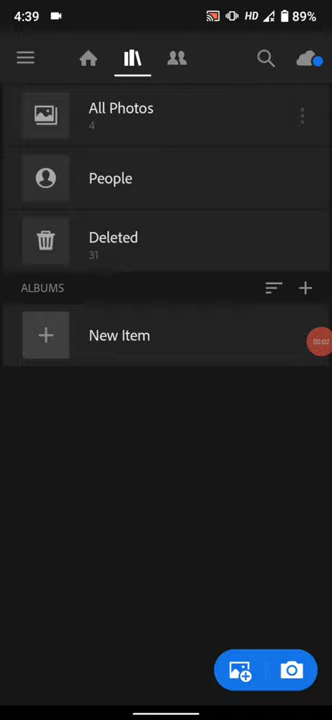 4:39 HD 89%
All Photos
4
People
Deleted
31
ALBUMS
New Item
00:02